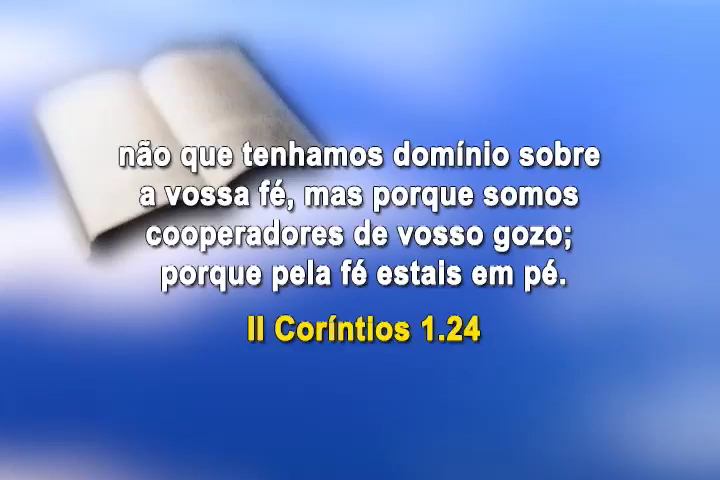 não que tenhamos domínio sobre
a vossa fé, mas porque somos
cooperadores de vosso gozo;
porque pela fé estais em pé.
II Coríntios 1.24